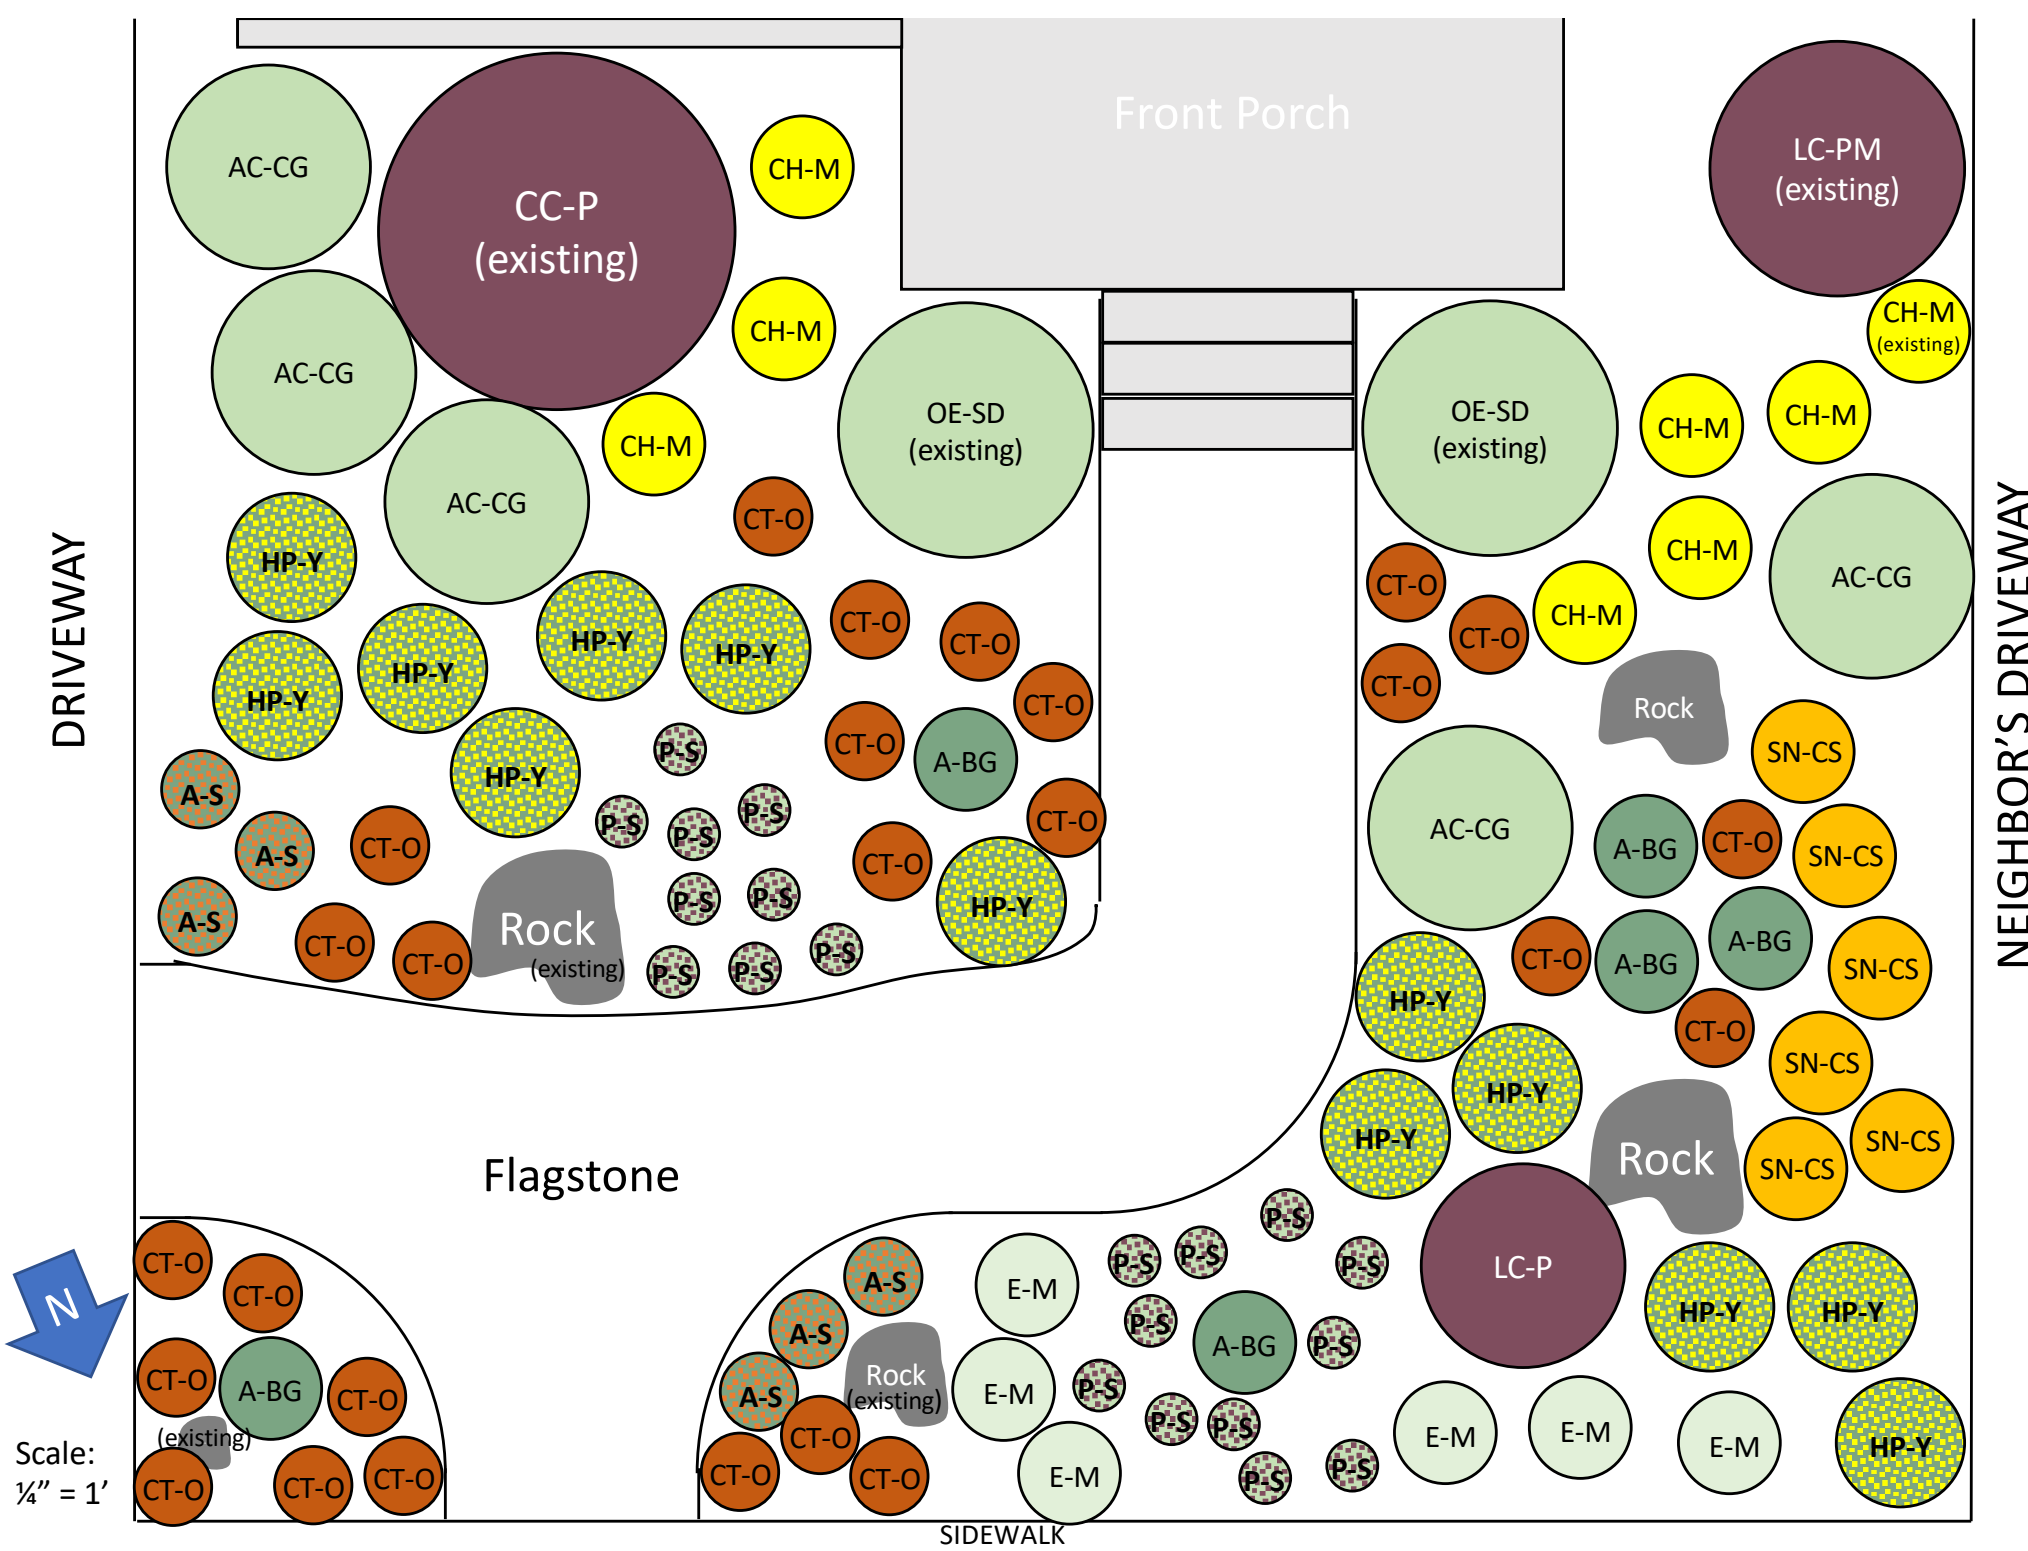 Front Porch
AC-CG
CC-P
(existing)
CH-M
LC-PM
(existing)
CH-M
(existing)
CH-M
AC-CG
CH-M
OE-SD
(existing)
OE-SD
(existing)
CH-M
CH-M
AC-CG
CT-O
HP-Y
CH-M
AC-CG
CT-O
CH-M
DRIVEWAY
NEIGHBOR'S DRIVEWAY
HP-Y
HP-Y
HP-Y
HP-Y
CT-O
CT-O
CT-O
CT-O
CT-O
Rock
HP-Y
P-S
CT-O
A-BG
SN-CS
A-S
P-S
P-S
P-S
CT-O
AC-CG
A-BG
CT-O
SN-CS
A-S
CT-O
CT-O
A-S
P-S
P-S
HP-Y
CT-O
CT-O
Rock
(existing)
P-S
P-S
P-S
CT-O
A-BG
A-BG
SN-CS
HP-Y
CT-O
SN-CS
HP-Y
HP-Y
Flagstone
Rock
SN-CS
SN-CS
P-S
CT-O
CT-O
A-S
E-M
P-S
P-S
P-S
LC-P
N
A-S
P-S
A-BG
P-S
HP-Y
HP-Y
CT-O
A-BG
CT-O
A-S
Rock
(existing)
E-M
P-S
(existing)
CT-O
P-S
P-S
E-M
E-M
E-M
HP-Y
Scale:
¼” = 1’
CT-O
CT-O
CT-O
CT-O
CT-O
E-M
P-S
P-S
SIDEWALK